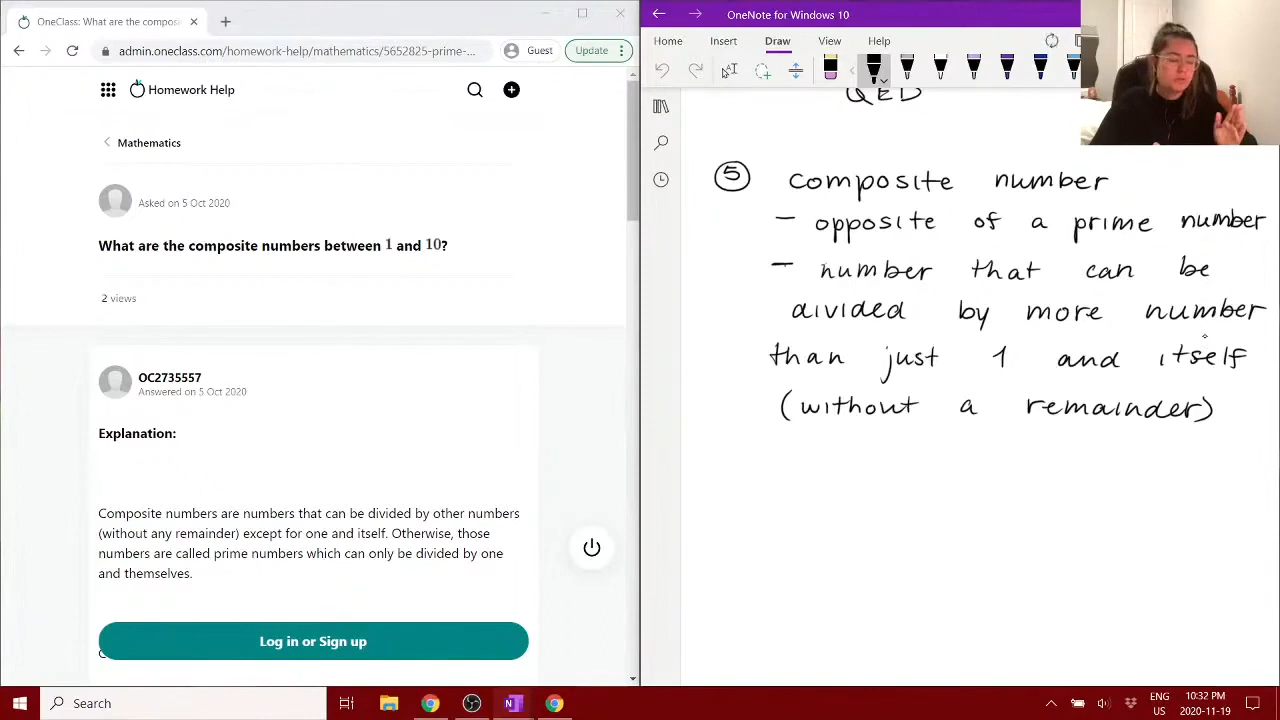 OneClass: What are the composi
admin.oneclass.com/homework-help/mathematics/5652825-prime-...
Guest
Update
Homework Help
Mathematics
Asked on 5 Oct 2020
What are the composite numbers between 1 and 10?
2 views
OC2735557
Answered on 5 Oct 2020
Explanation:
Composite numbers are numbers that can be divided by other numbers
(without any remainder) except for one and itself. Otherwise, those
numbers are called prime numbers which can only be divided by one
and themselves.
Log in or Sign up
OneNote for Windows 10
Home Insert Draw View Help
QED
5 composite number
- opposite of a prime number
- number that can be
divided by more number
than just 1 and itself
(without a remainder)
Search
ENG
US
10:32 PM
2020-11-19